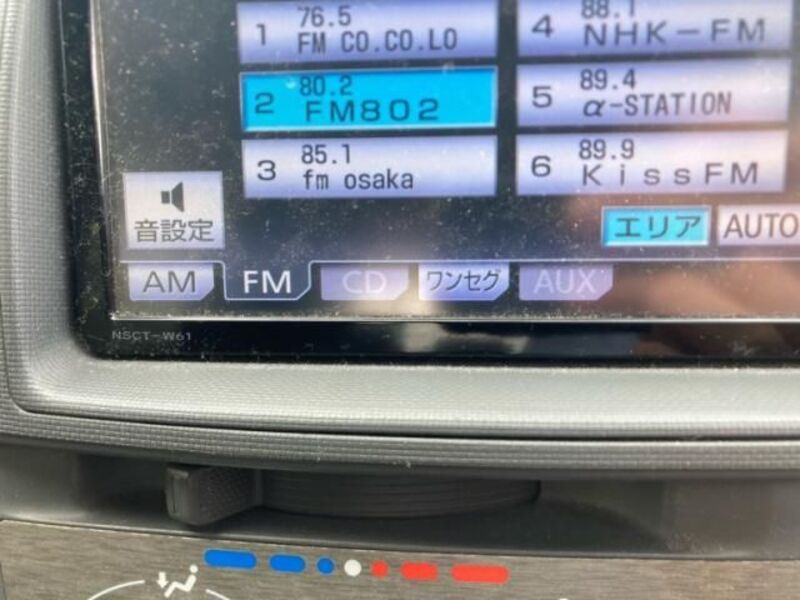 1 76.5
FM CO.CO.LO
2 80.2
FM802
3 85.1
fm osaka
4 88.1
NHK-FM
5 89.4
α-STATION
6 89.9
KissFM
音設定
エリア AUTO
AM FM CD ワンセグ AUX
NSCT-W61